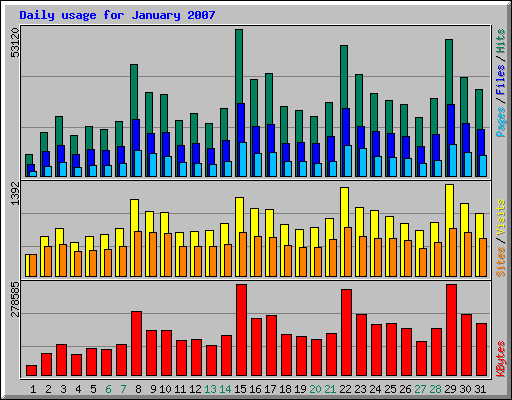 Daily usage for January 2007
53120
Pages / Files / Hits
1392
Sites / Visits
278585
KBytes
1 2 3 4 5 6 7 8 9 10 11 12 13 14 15 16 17 18 19 20 21 22 23 24 25 26 27 28 29 30 31